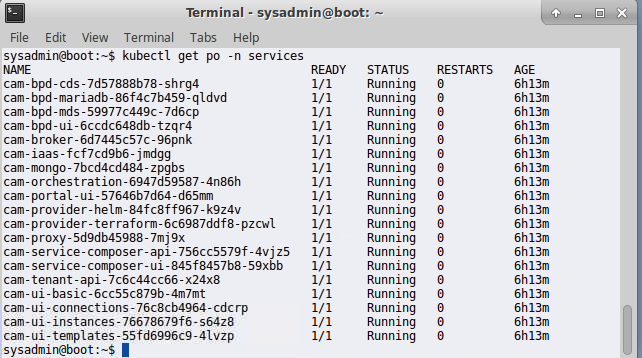 Terminal - sysadmin@boot: ~
File Edit View Terminal Tabs Help
sysadmin@boot:~$ kubectl get po -n services
NAME READY STATUS RESTARTS AGE
cam-bpd-cds-7d57888b78-shrg4 1/1 Running 0 6h13m
cam-bpd-mariadb-86f4c7b459-qldvd 1/1 Running 0 6h13m
cam-bpd-mds-59977c449c-7d6cp 1/1 Running 0 6h13m
cam-bpd-ui-6ccdc648db-tzqr4 1/1 Running 0 6h13m
cam-broker-6d7445c57c-96pnk 1/1 Running 0 6h13m
cam-iaas-fcf7cd9b6-jmdgg 1/1 Running 0 6h13m
cam-mongo-7bcd4cd484-zpgbs 1/1 Running 0 6h13m
cam-orchestration-6947d59587-4n86h 1/1 Running 0 6h13m
cam-portal-ui-57646b7d64-d65mm 1/1 Running 0 6h13m
cam-provider-helm-84fc8ff967-k9z4v 1/1 Running 0 6h13m
cam-provider-terraform-6c6987ddf8-pzcwl 1/1 Running 0 6h13m
cam-proxy-5d9db45988-7mj9x 1/1 Running 0 6h13m
cam-service-composer-api-756cc5579f-4vjz5 1/1 Running 0 6h13m
cam-service-composer-ui-845f8457b8-59xbb 1/1 Running 0 6h13m
cam-tenant-api-7c6c44cc66-x24x8 1/1 Running 0 6h13m
cam-ui-basic-6cc55c879b-4m7mt 1/1 Running 0 6h13m
cam-ui-connections-76c8cb4964-cdcrp 1/1 Running 0 6h13m
cam-ui-instances-76678679f6-s64z8 1/1 Running 0 6h13m
cam-ui-templates-55fd6996c9-4lvzp 1/1 Running 0 6h13m
sysadmin@boot:~$